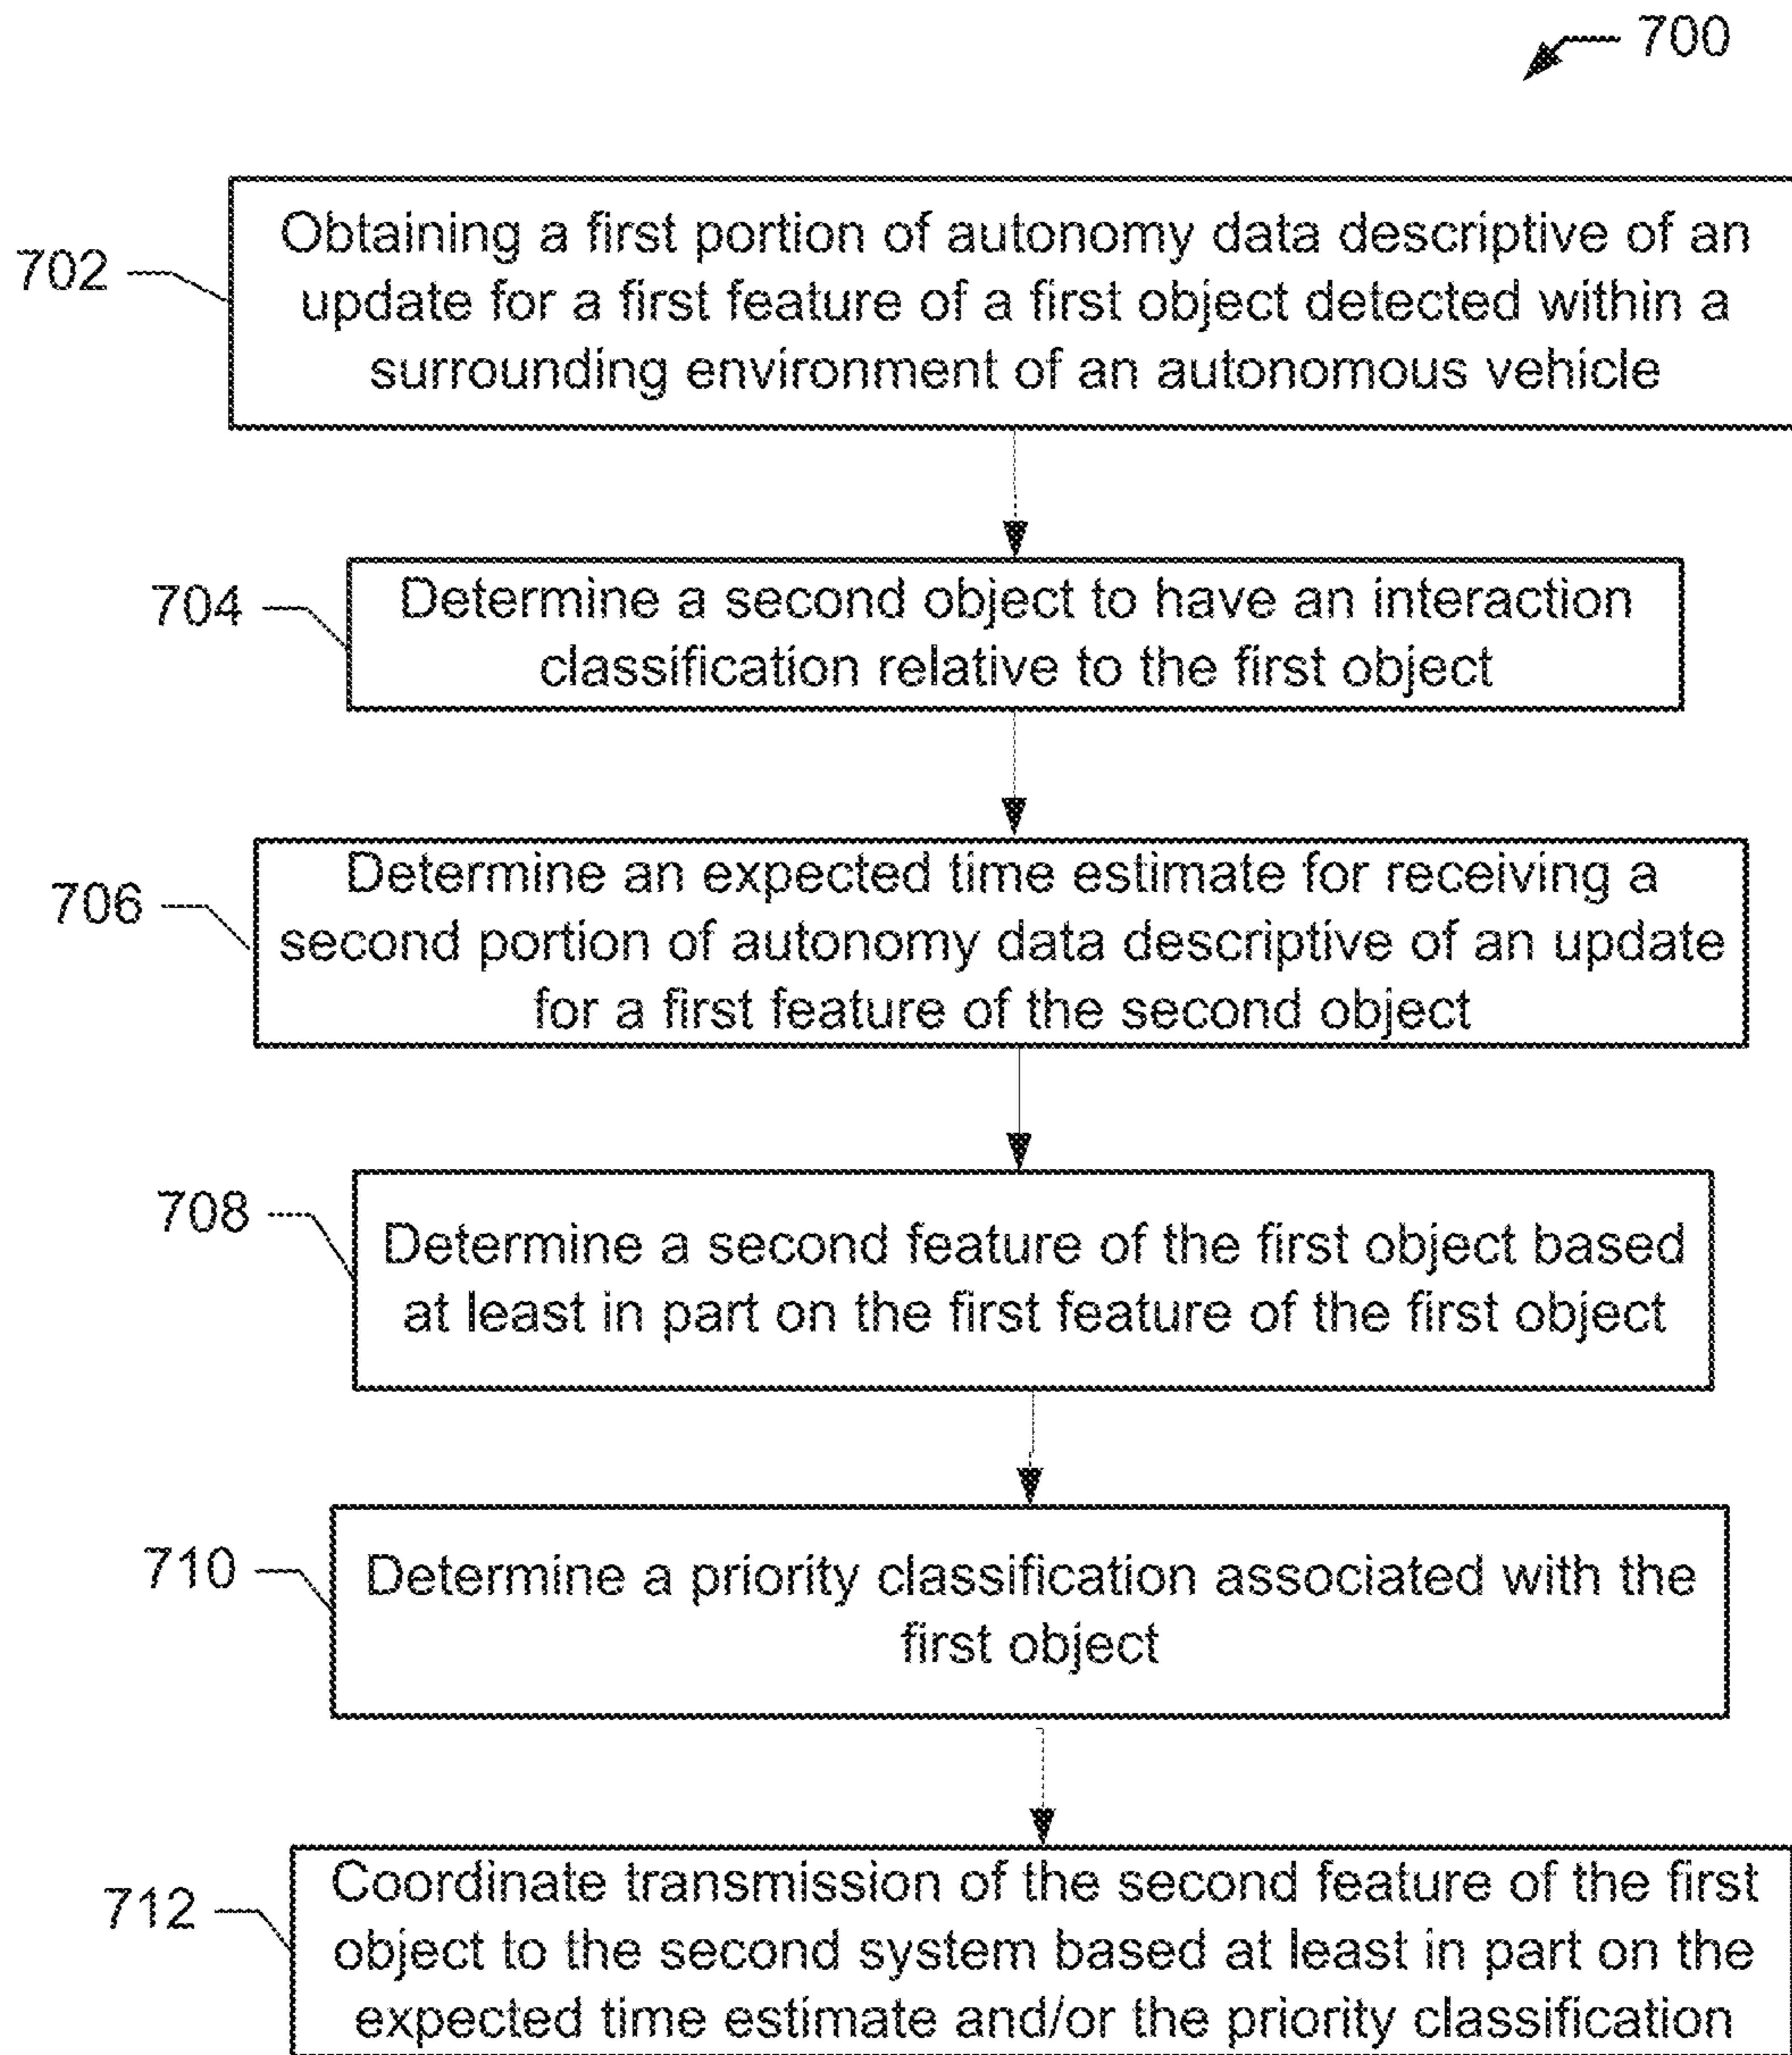 700
702
Obtaining a first portion of autonomy data descriptive of an
update for a first feature of a first object detected within a
surrounding environment of an autonomous vehicle
704
Determine a second object to have an interaction
classification relative to the first object
706
Determine an expected time estimate for receiving a
second portion of autonomy data descriptive of an update
for a first feature of the second object
708
Determine a second feature of the first object based
at least in part on the first feature of the first object
710
Determine a priority classification associated with the
first object
712
Coordinate transmission of the second feature of the first
object to the second system based at least in part on the
expected time estimate and/or the priority classification